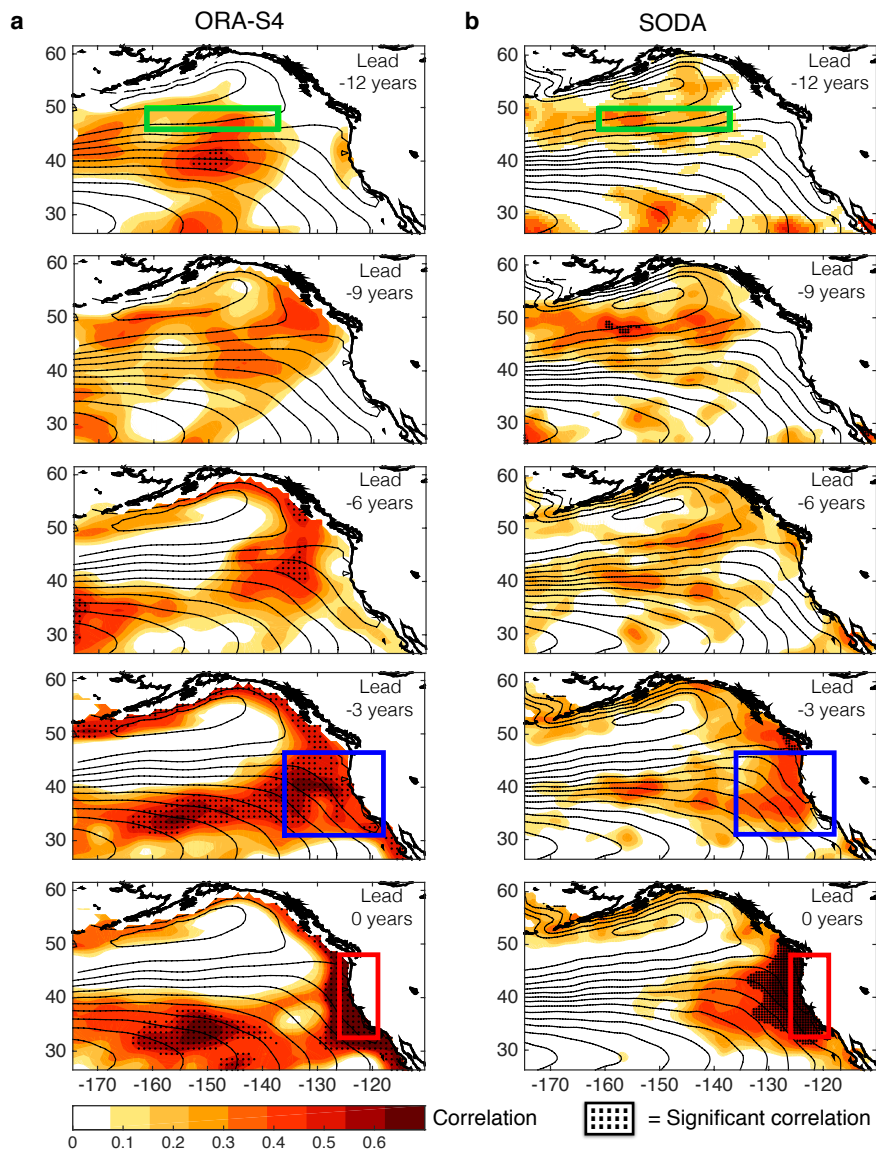 a ORA-S4 b SODA
60 50 40 30 Lead -12 years
60 50 40 30 Lead -12 years
60 50 40 30 Lead -9 years
60 50 40 30 Lead -9 years
60 50 40 30 Lead -6 years
60 50 40 30 Lead -6 years
60 50 40 30 Lead -3 years
60 50 40 30 Lead -3 years
60 50 40 30 Lead 0 years
60 50 40 30 Lead 0 years
-170 -160 -150 -140 -130 -120
-170 -160 -150 -140 -130 -120
Correlation = Significant correlation
0 0.1 0.2 0.3 0.4 0.5 0.6